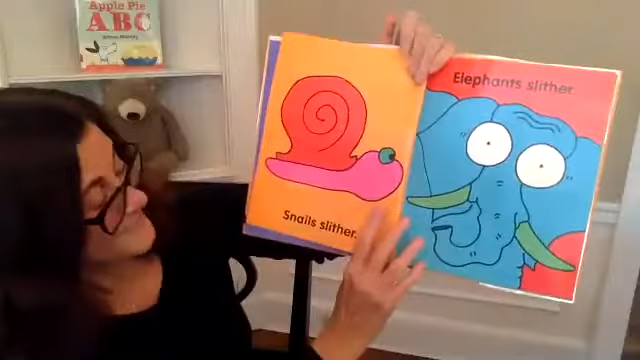 Apple Pie
ABC
Snails slither.
Elephants slither